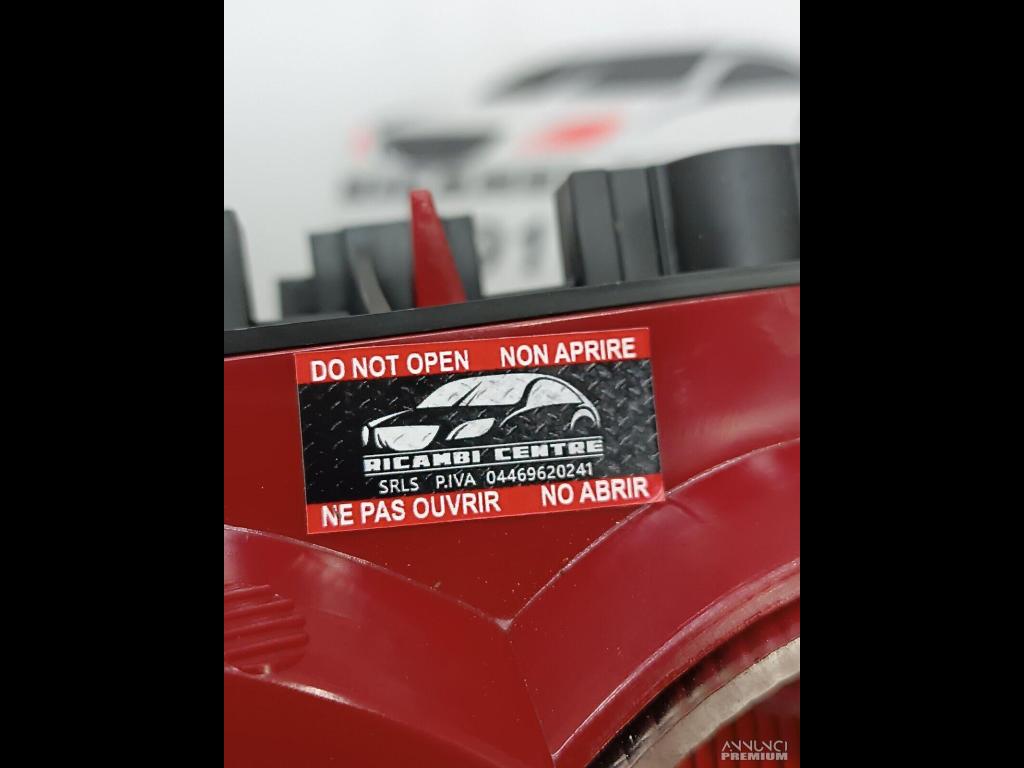 DO NOT OPEN NON APRIRE
RICAMBI CENTRE
SRLS P.IVA 04469620241
NE PAS OUVRIR NO ABRIR
ANNUNCI
PREMIUM